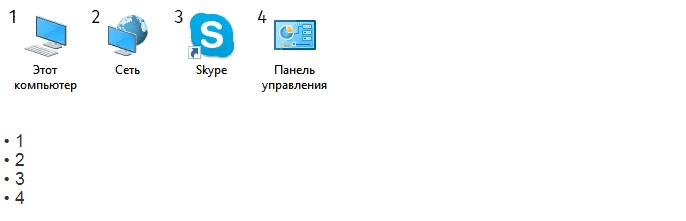 1 2 3 4
Этот компьютер
Сеть
Skype
Панель управления
• 1
• 2
• 3
• 4